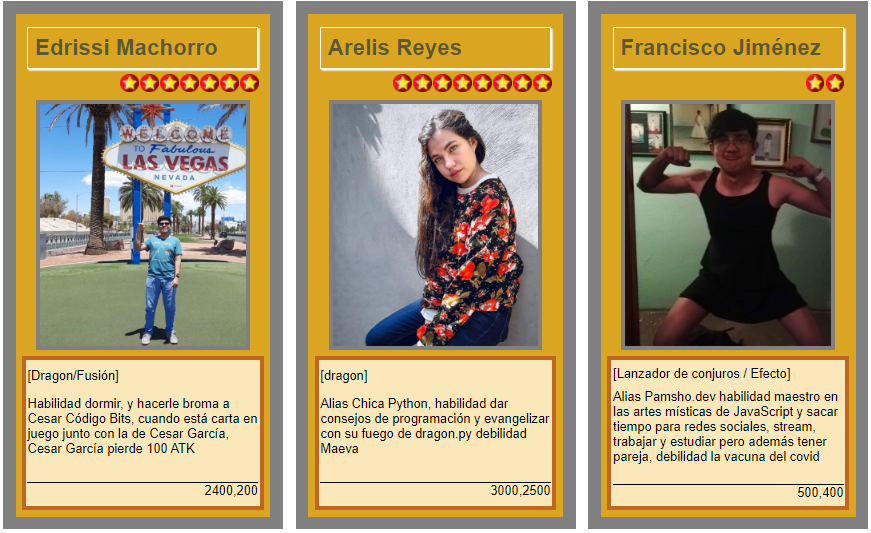 Edrissi Machorro
WELCOME
TO Fabulous
LAS VEGAS
NEVADA
[Dragon/Fusión]
Habilidad dormir, y hacerle broma a
Cesar Código Bits, cuando está carta en
juego junto con la de Cesar García,
Cesar García pierde 100 ATK
2400,200
Arelis Reyes
[dragon]
Alias Chica Python, habilidad dar
consejos de programación y evangelizar
con su fuego de dragon.py debilidad
Maeva
3000,2500
Francisco Jiménez
[Lanzador de conjuros / Efecto]
Alias Pamsho.dev habilidad maestro en
las artes místicas de JavaScript y sacar
tiempo para redes sociales, stream,
trabajar y estudiar pero además tener
pareja, debilidad la vacuna del covid
500,400